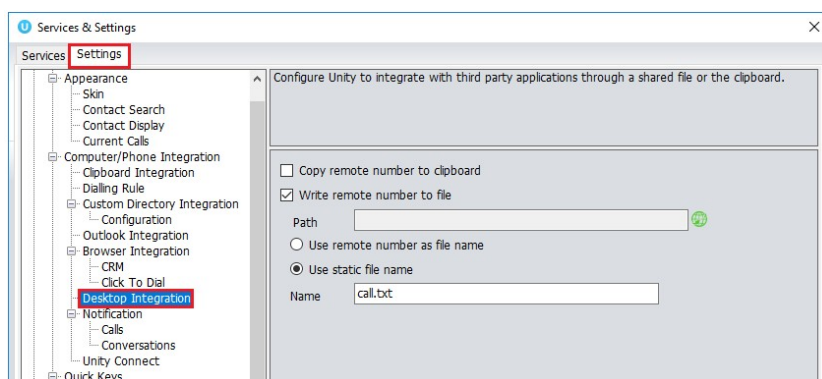 Services & Settings
Services Settings
Appearance
Skin
Contact Search
Contact Display
Current Calls
Computer/Phone Integration
Clipboard Integration
Dialling Rule
Custom Directory Integration
Configuration
Outlook Integration
Browser Integration
CRM
Click To Dial
Desktop Integration
Notification
Calls
Conversations
Unity Connect
Quick Keys
Configure Unity to integrate with third party applications through a shared file or the clipboard.
Copy remote number to clipboard
Write remote number to file
Path
Use remote number as file name
Use static file name
Name call.txt